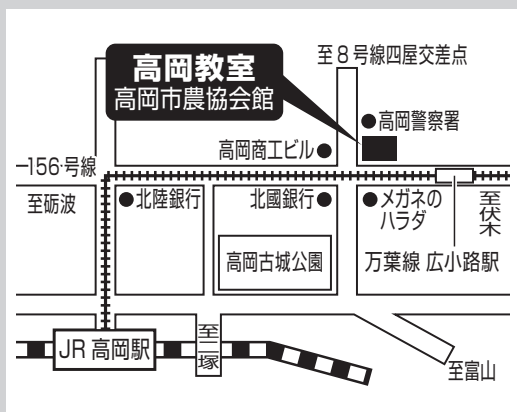 至8号線四屋交差点
高岡教室
高岡市農協会館
高岡警察署
高岡商工ビル
156号線
至砺波
北陸銀行
北國銀行
メガネの
ハラダ
至伏木
高岡古城公園
万葉線 広小路駅
JR 高岡駅
至二塚
至富山